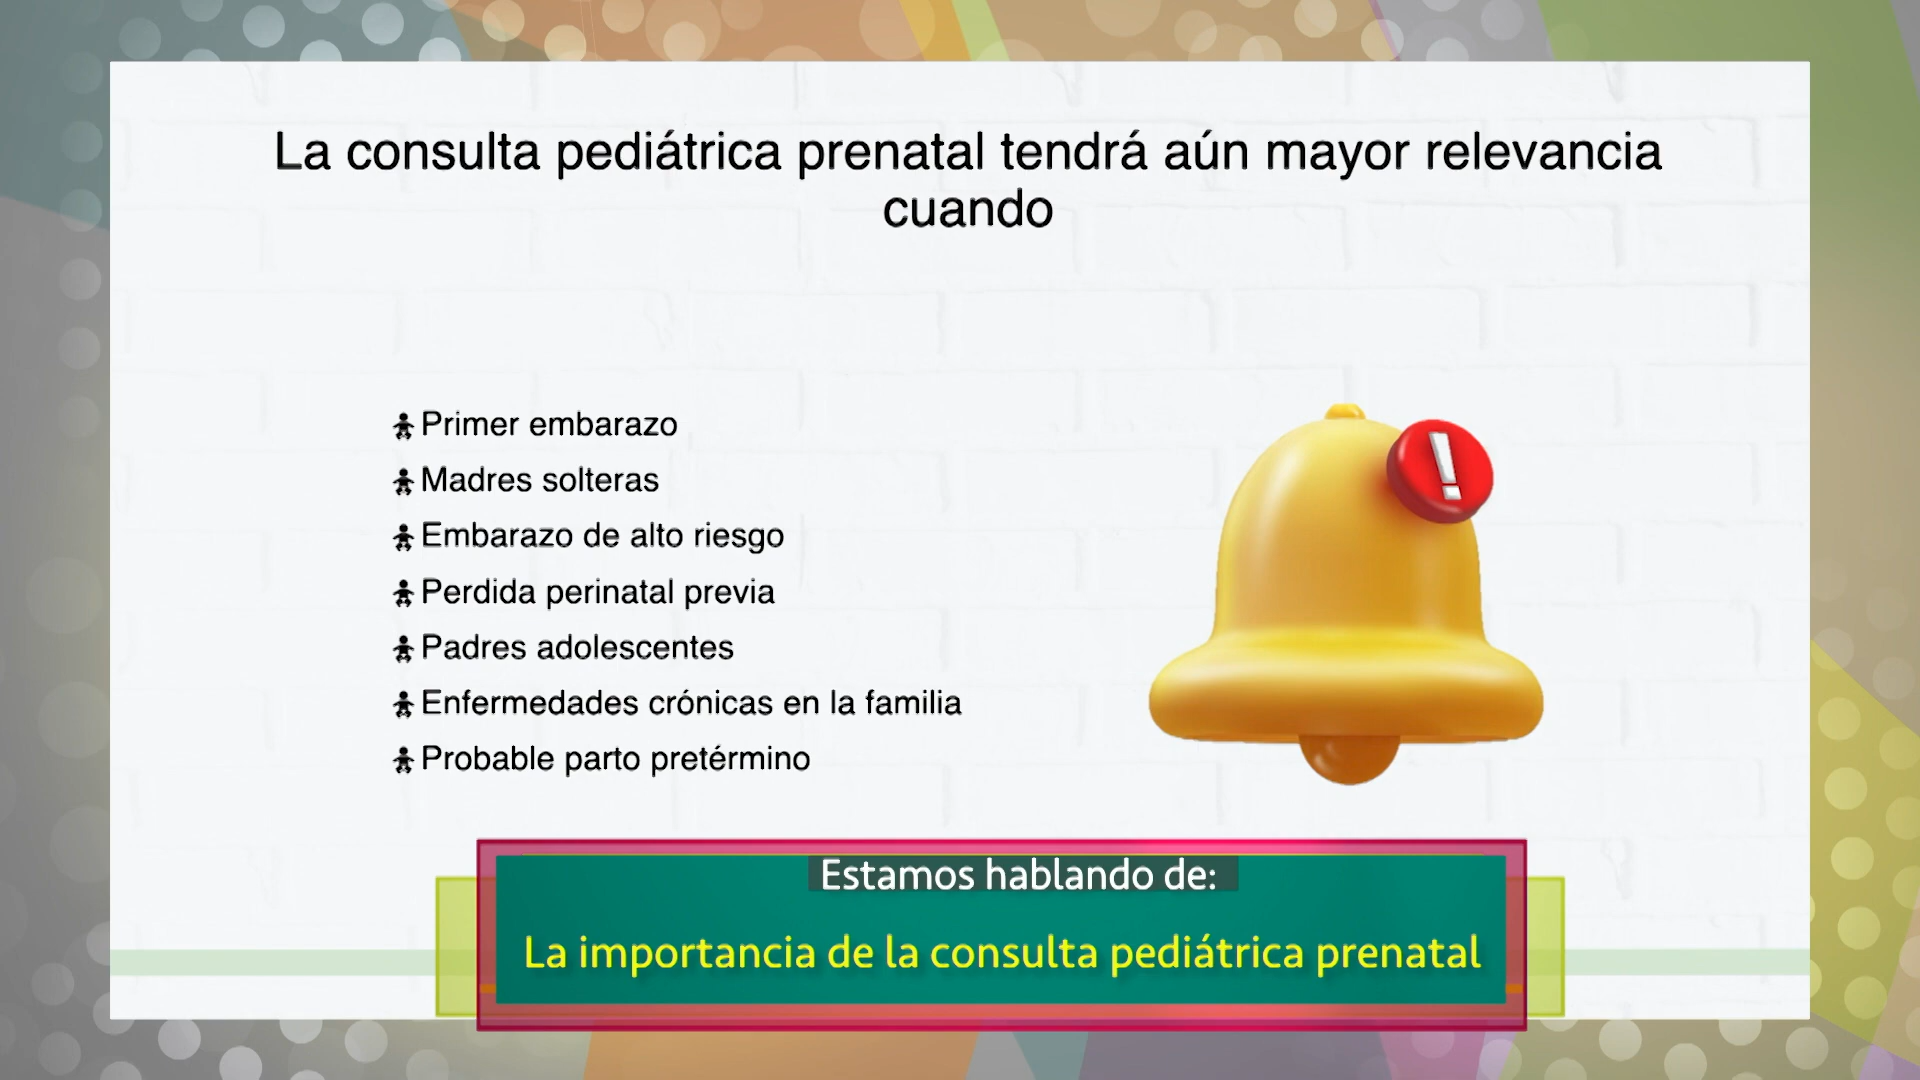 La consulta pediátrica prenatal tendrá aún mayor relevancia
cuando
Primer embarazo
Madres solteras
Embarazo de alto riesgo
Perdida perinatal previa
Padres adolescentes
Enfermedades crónicas en la familia
Probable parto pretérmino
!
Estamos hablando de:
La importancia de la consulta pediátrica prenatal